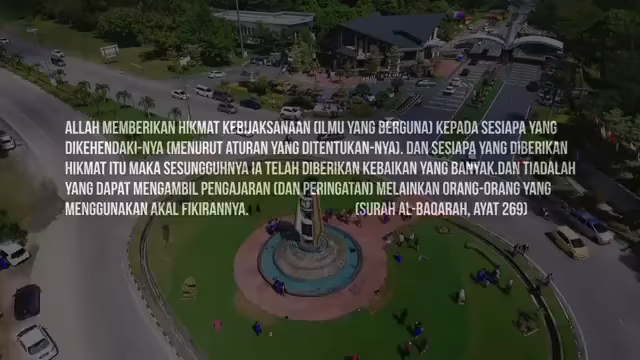 ALLAH MEMBERIKAN HIKMAT KEBIJAKSANAAN (ILMU YANG BERGUNA) KEPADA SESIAPA YANG
DIKEHENDAKI-NYA (MENURUT ATURAN YANG DITENTUKAN-NYA). DAN SESIAPA YANG DIBERIKAN
HIKMAT ITU MAKA SESUNGGUHNYA IA TELAH DIBERIKAN KEBAIKAN YANG BANYAK.DAN TIADALAH
YANG DAPAT MENGAMBIL PENGAJARAN (DAN PERINGATAN) MELAINKAN ORANG-ORANG YANG
MENGGUNAKAN AKAL FIKIRANNYA. (SURAH AL-BAQARAH, AYAT 269)